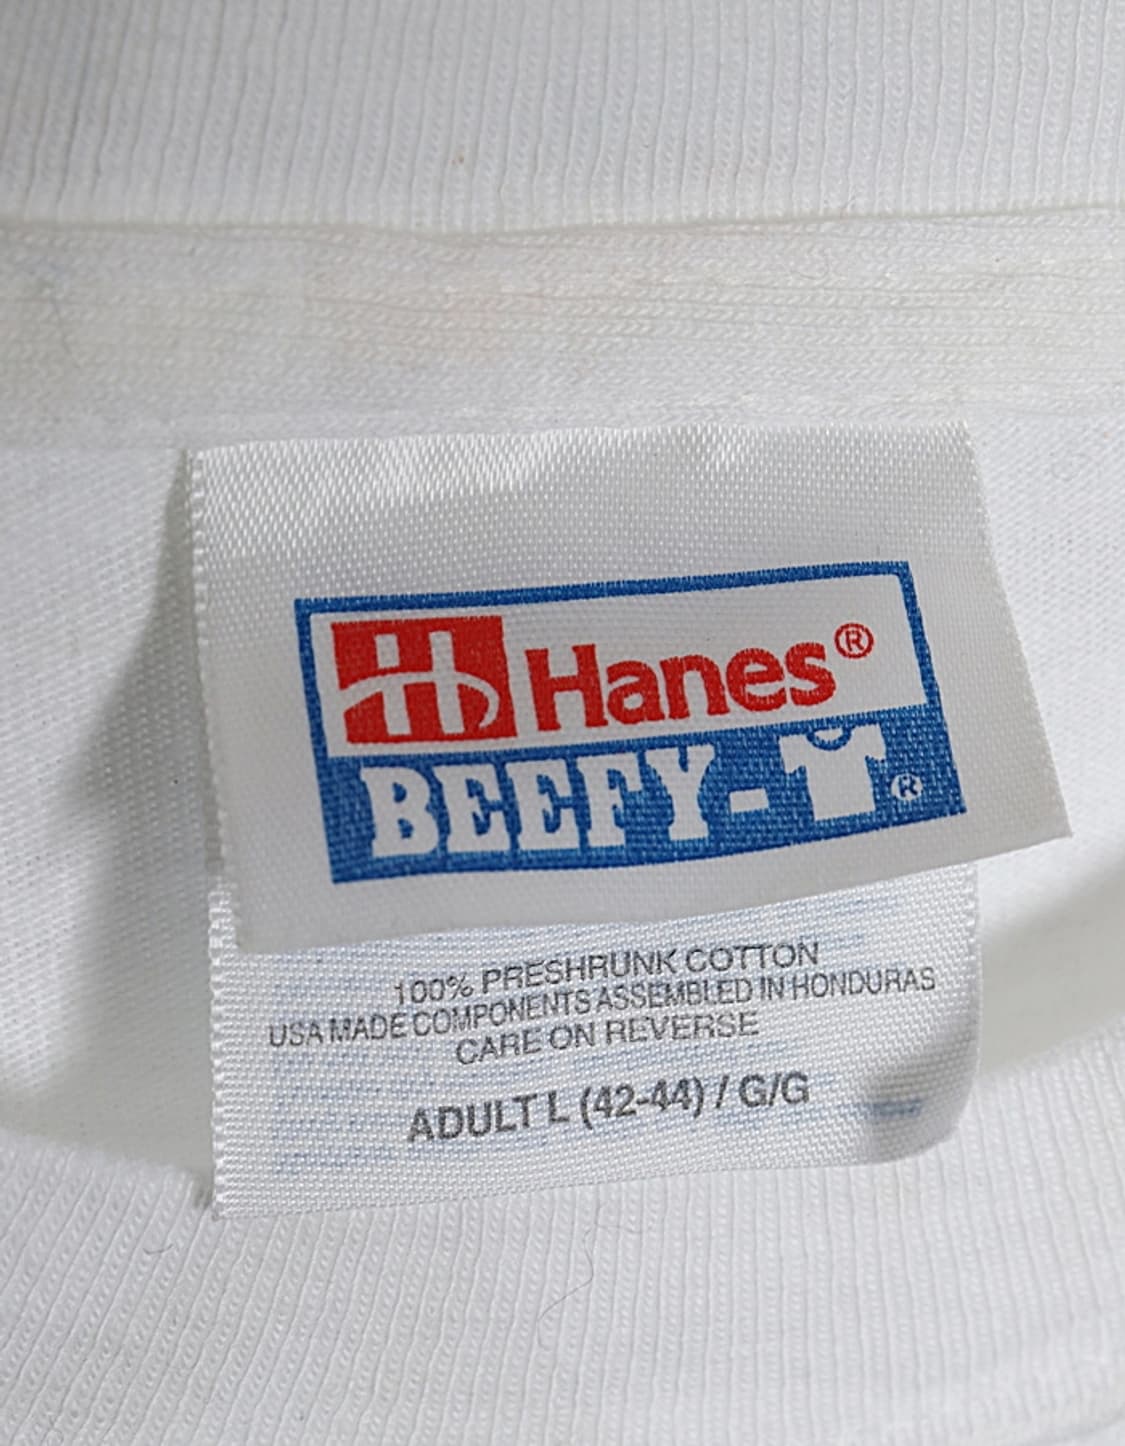 H Hanes®
BEEFY-T®
100% PRESHRUNK COTTON
USA MADE COMPONENTS ASSEMBLED IN HONDURAS
CARE ON REVERSE
ADULT L (42-44) / G/G